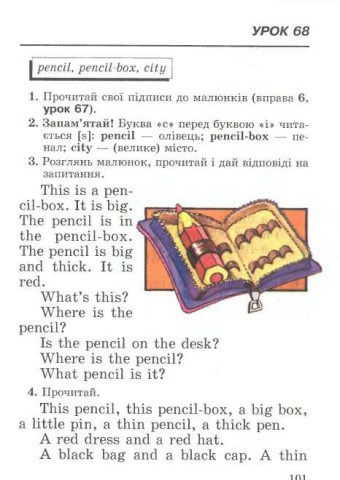 УРОК 68
pencil, pencil-box, city
1. Прочитай свої підписи до малюнків (вправа 6,
урок 67).
2. Запам'ятай! Буква «с» перед буквою «і» чита-
ється [s]: pencil — олівець; pencil-box — пе-
нал; city — (велике) місто.
3. Розглянь малюнок, прочитай і дай відповіді на
запитання.
This is a pen-
cil-box. It is big.
The pencil is in
the pencil-box.
The pencil is big
and thick. It is
red.
What's this?
Where is the
pencil?
Is the pencil on the desk?
Where is the pencil?
What pencil is it?
4. Прочитай.
This pencil, this pencil-box, a big box,
a little pin, a thin pencil, a thick pen.
A red dress and a red hat.
A black bag and a black cap. A thin
101